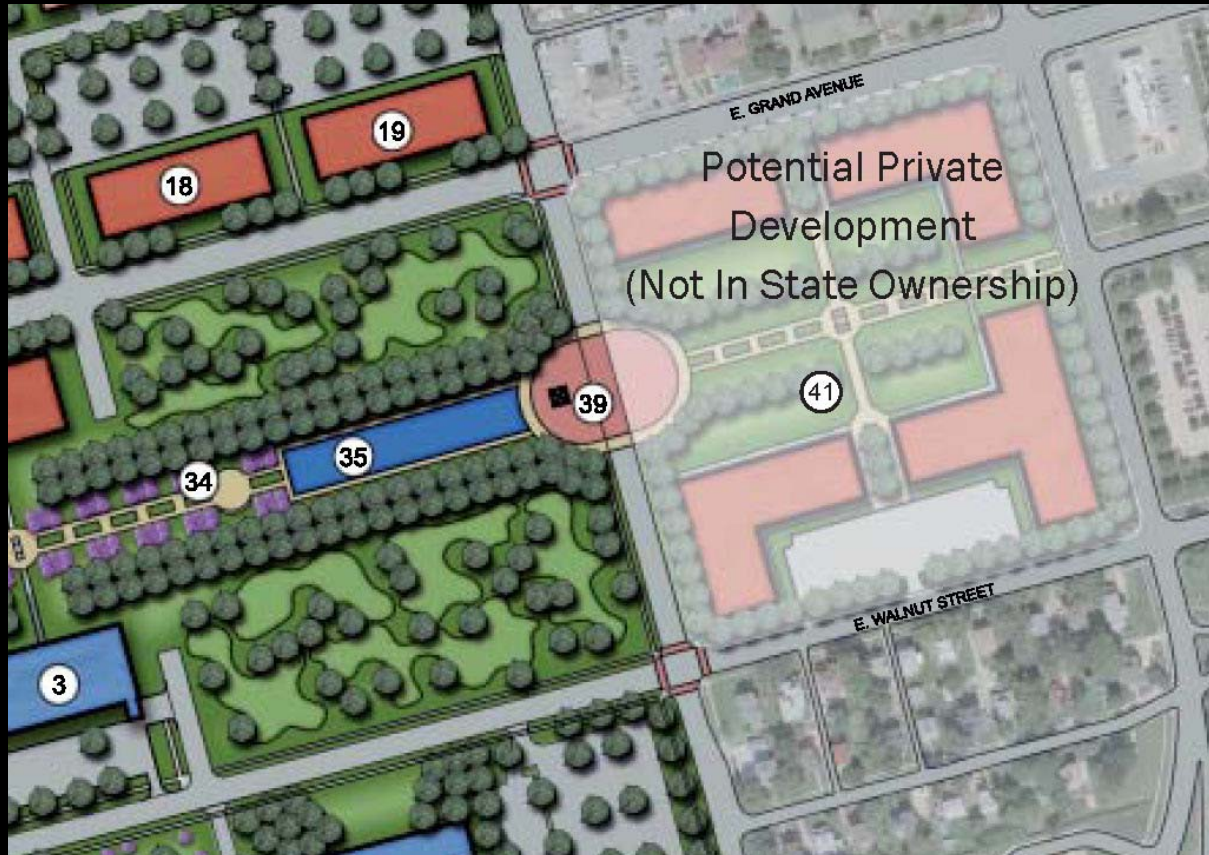 E. GRAND AVENUE
19
18
Potential Private
Development
(Not In State Ownership)
39
41
35
34
E. WALNUT STREET
3